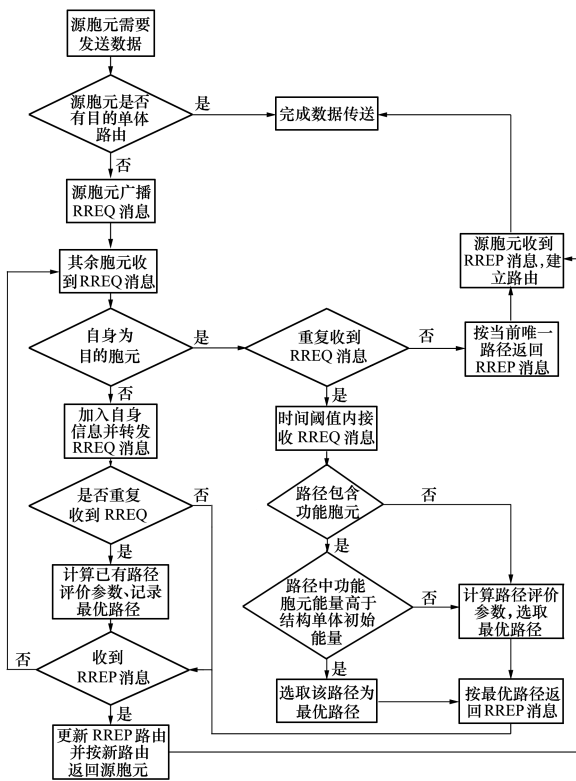 源胞元需要
发送数据
源胞元是否
有目的单体
路由
是
完成数据传送
否
源胞元广播
RREQ 消息
其余胞元收
到RREQ消息
源胞元收到
RREP 消息,建
立路由
自身为
目的胞元
是
重复收到
RREQ 消息
否
按当前唯一
路径返回
RREP 消息
否
加入自身
信息并转发
RREQ 消息
是
时间阈值内接
收 RREQ 消息
是否重复
收到 RREQ
否
路径包含
功能胞元
否
是
计算已有路径
评价参数、记录
最优路径
是
路径中功能
胞元能量高于
结构单体初始
能量
否
计算路径评价
参数,选取
最优路径
收到
RREP 消息
否
是
选取该路径为
最优路径
按最优路径返
回 RREP 消息
是
更新 RREP 路由
并按新路由
返回源胞元